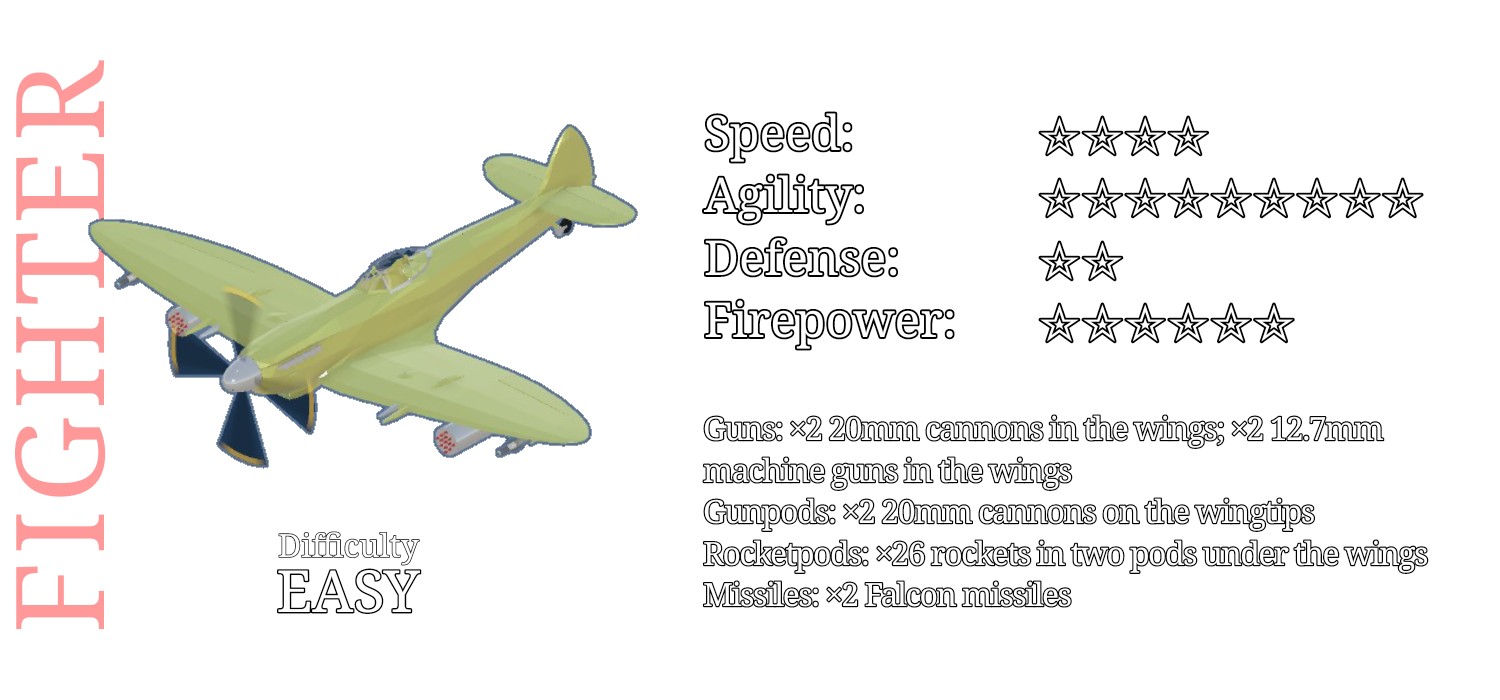 FIGHTER
Speed: ☆☆☆☆
Agility: ☆☆☆☆☆☆☆☆☆
Defense: ☆☆
Firepower: ☆☆☆☆☆☆
Guns: ×2 20mm cannons in the wings; ×2 12.7mm
machine guns in the wings
Gunpods: ×2 20mm cannons on the wingtips
Rocketpods: ×26 rockets in two pods under the wings
Missiles: ×2 Falcon missiles
Difficulty
EASY